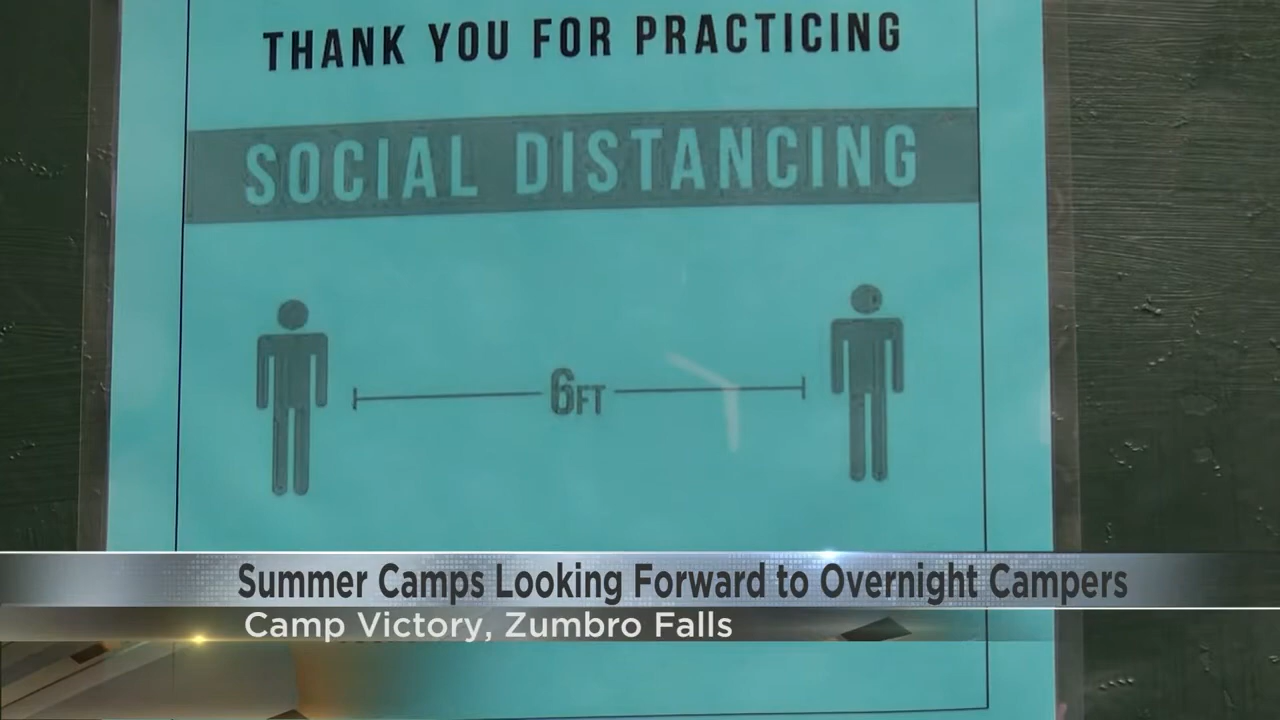 THANK YOU FOR PRACTICING
SOCIAL DISTANCING
6FT
Summer Camps Looking Forward to Overnight Campers
Camp Victory, Zumbro Falls